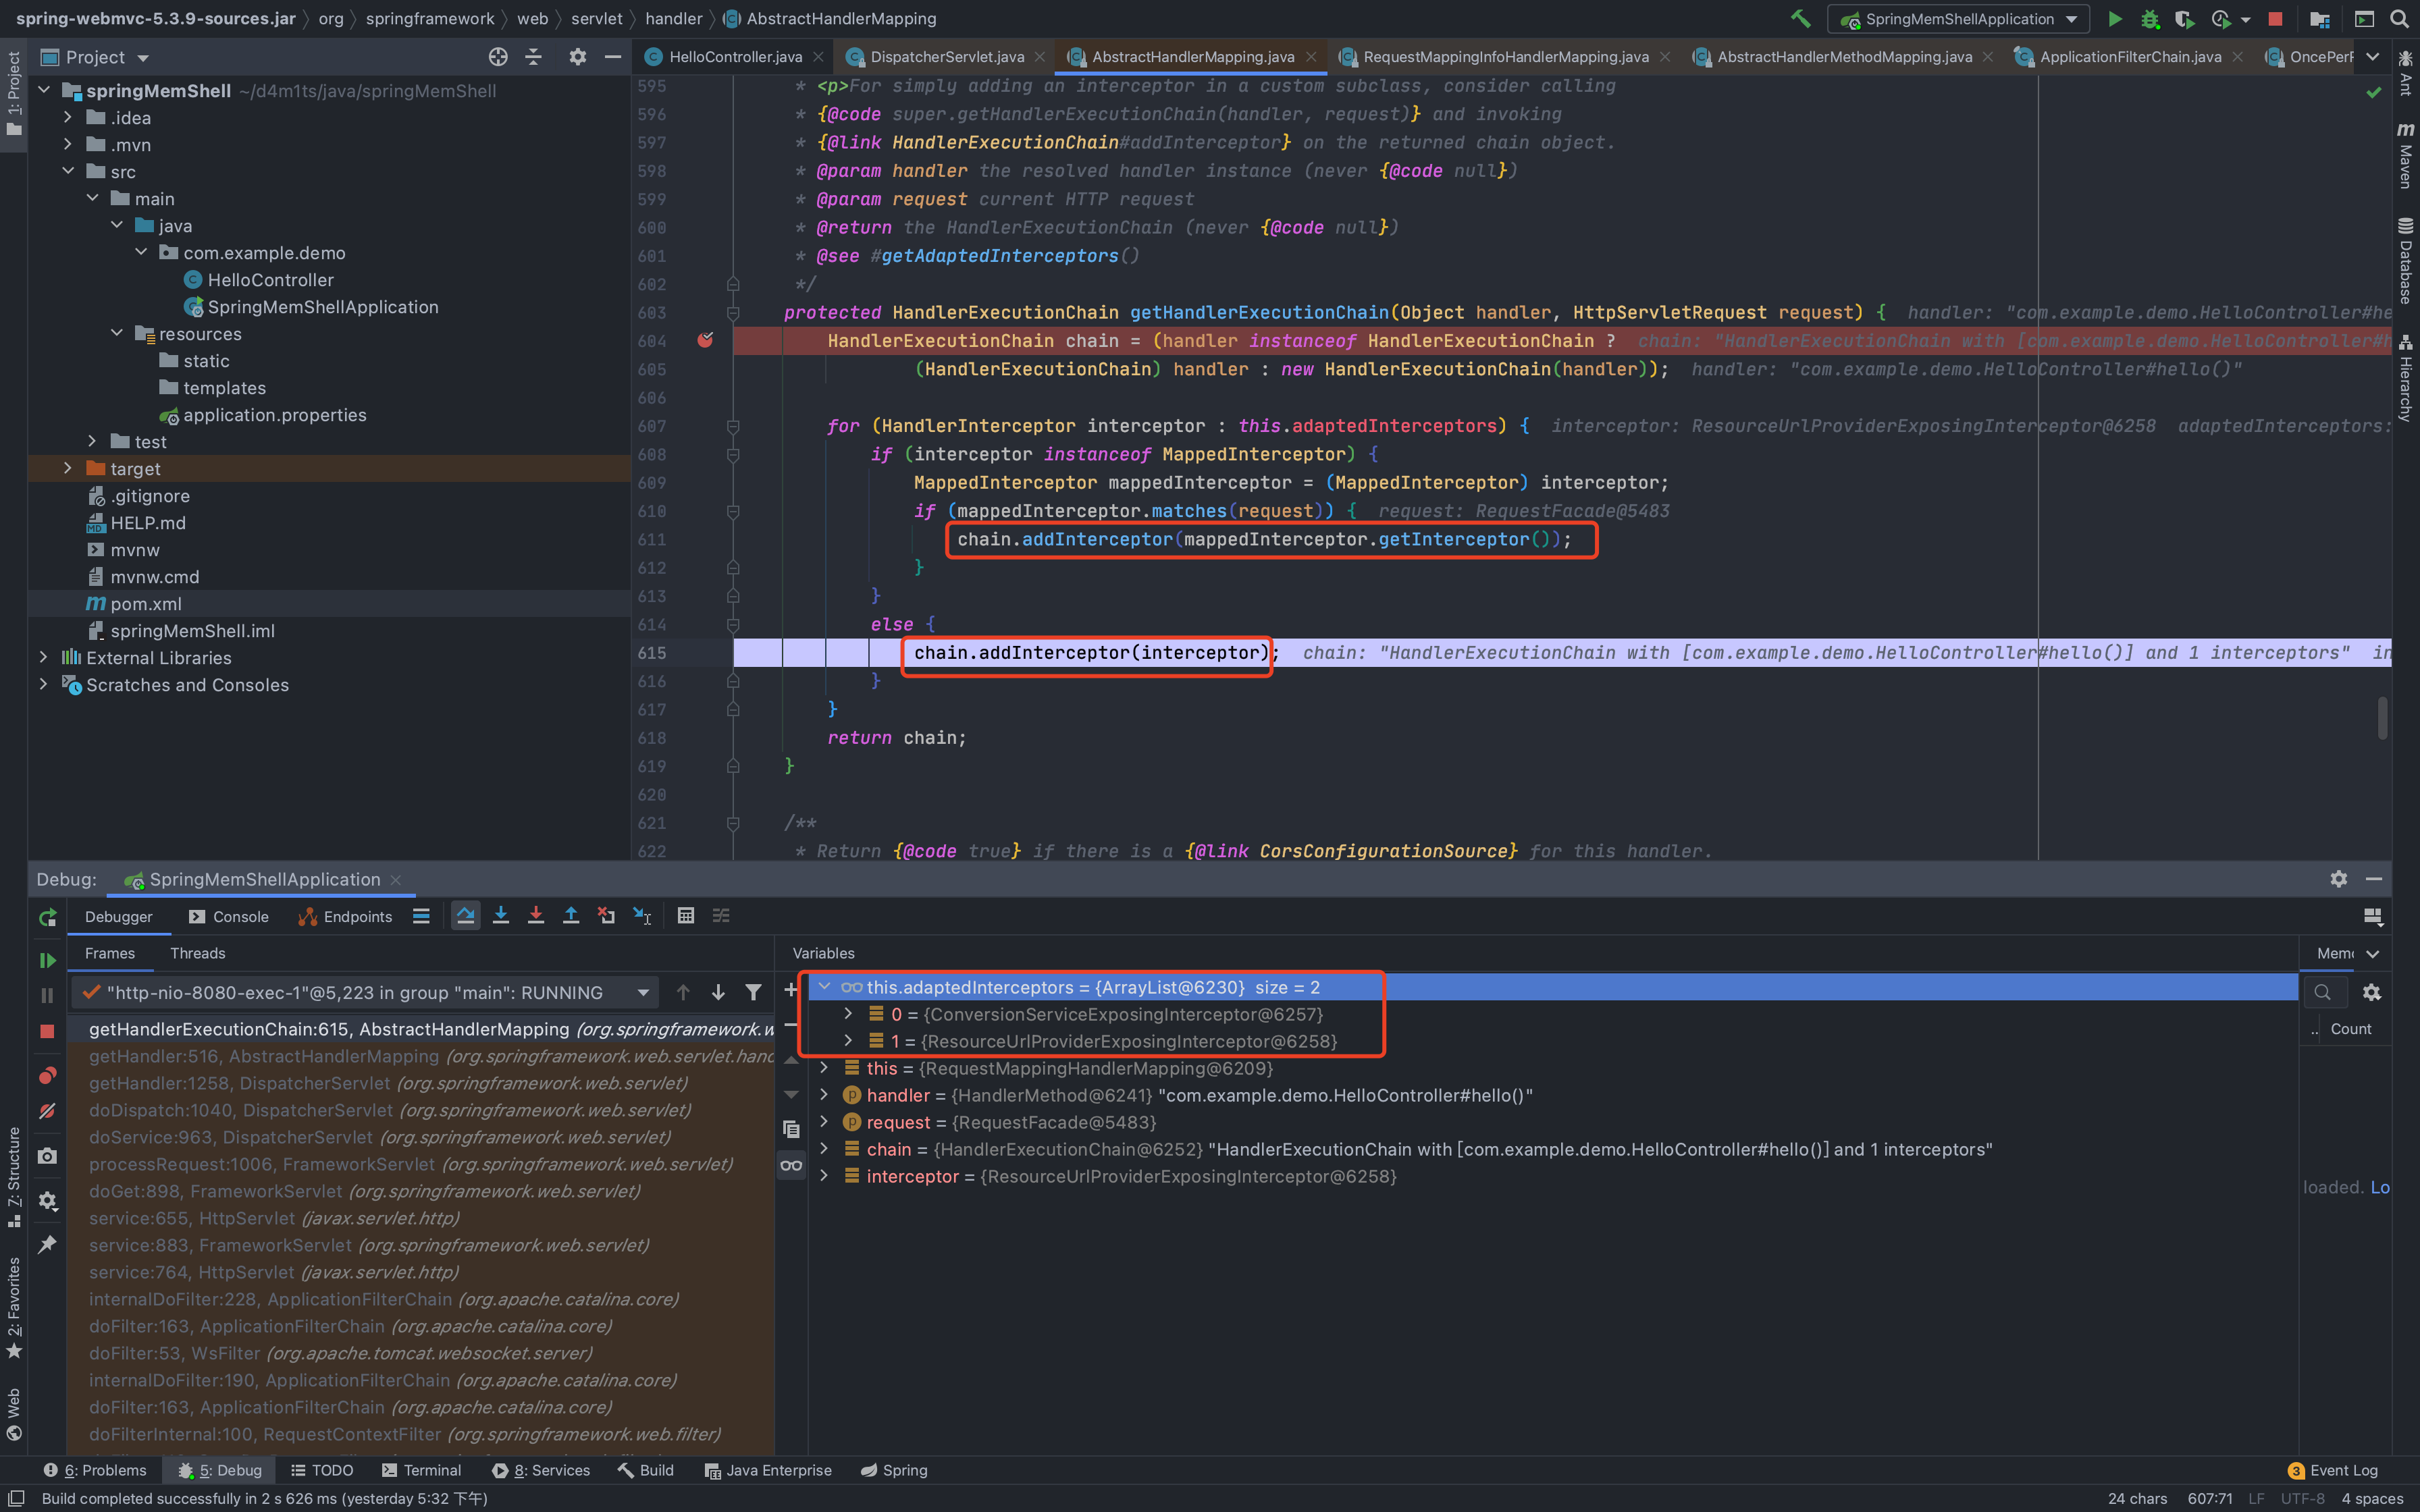 spring-webmvc-5.3.9-sources.jar org springframework web servlet handler AbstractHandlerMapping
SpringMemShellApplication
Project
HelloController.java DispatcherServlet.java AbstractHandlerMapping.java RequestMappingInfoHandlerMapping.java AbstractHandlerMethodMapping.java ApplicationFilterChain.java OncePerF
1: Project
springMemShell ~/d4m1ts/java/springMemShell
.idea
.mvn
src
main
java
com.example.demo
HelloController
SpringMemShellApplication
resources
static
templates
application.properties
test
target
.gitignore
HELP.md
mvnw
mvnw.cmd
pom.xml
springMemShell.iml
External Libraries
Scratches and Consoles
595 * <p>For simply adding an interceptor in a custom subclass, consider calling
596 * {@code super.getHandlerExecutionChain(handler, request)} and invoking
597 * {@link HandlerExecutionChain#addInterceptor} on the returned chain object.
598 * @param handler the resolved handler instance (never {@code null})
599 * @param request current HTTP request
600 * @return the HandlerExecutionChain (never {@code null})
601 * @see #getAdaptedInterceptors()
602 */
603 protected HandlerExecutionChain getHandlerExecutionChain(Object handler, HttpServletRequest request) { handler: "com.example.demo.HelloController#he
604 HandlerExecutionChain chain = (handler instanceof HandlerExecutionChain ? chain: "HandlerExecutionChain with [com.example.demo.HelloController#h
605 (HandlerExecutionChain) handler : new HandlerExecutionChain(handler)); handler: "com.example.demo.HelloController#hello()"
606
607 for (HandlerInterceptor interceptor : this.adaptedInterceptors) { interceptor: ResourceUrlProviderExposingInterceptor@6258 adaptedInterceptors:
608 if (interceptor instanceof MappedInterceptor) {
609 MappedInterceptor mappedInterceptor = (MappedInterceptor) interceptor;
610 if (mappedInterceptor.matches(request)) { request: RequestFacade@5483
611 chain.addInterceptor(mappedInterceptor.getInterceptor());
612 }
613 }
614 else {
615 chain.addInterceptor(interceptor); chain: "HandlerExecutionChain with [com.example.demo.HelloController#hello()] and 1 interceptors" in
616 }
617 }
618 return chain;
619 }
620
621 /**
622 * Return {@code true} if there is a {@link CorsConfigurationSource} for this handler.
Ant
Maven
Database
Hierarchy
Debug: SpringMemShellApplication
Debugger Console Endpoints
Frames Threads
"http-nio-8080-exec-1"@5,223 in group "main": RUNNING
getHandlerExecutionChain:615, AbstractHandlerMapping (org.springframework.w
getHandler:516, AbstractHandlerMapping (org.springframework.web.servlet.hanc
getHandler:1258, DispatcherServlet (org.springframework.web.servlet)
doDispatch:1040, DispatcherServlet (org.springframework.web.servlet)
doService:963, DispatcherServlet (org.springframework.web.servlet)
processRequest:1006, FrameworkServlet (org.springframework.web.servlet)
doGet:898, FrameworkServlet (org.springframework.web.servlet)
service:655, HttpServlet (javax.servlet.http)
service:883, FrameworkServlet (org.springframework.web.servlet)
service:764, HttpServlet (javax.servlet.http)
internalDoFilter:228, ApplicationFilterChain (org.apache.catalina.core)
doFilter:163, ApplicationFilterChain (org.apache.catalina.core)
doFilter:53, WsFilter (org.apache.tomcat.websocket.server)
internalDoFilter:190, ApplicationFilterChain (org.apache.catalina.core)
doFilter:163, ApplicationFilterChain (org.apache.catalina.core)
doFilterInternal:100, RequestContextFilter (org.springframework.web.filter)
Variables
this.adaptedInterceptors = {ArrayList@6230} size = 2
0 = {ConversionServiceExposingInterceptor@6257}
1 = {ResourceUrlProviderExposingInterceptor@6258}
this = {RequestMappingHandlerMapping@6209}
handler = {HandlerMethod@6241} "com.example.demo.HelloController#hello()"
request = {RequestFacade@5483}
chain = {HandlerExecutionChain@6252} "HandlerExecutionChain with [com.example.demo.HelloController#hello()] and 1 interceptors"
interceptor = {ResourceUrlProviderExposingInterceptor@6258}
Mem
.. Count
loaded. Lo
7: Structure
2: Favorites
Web
6: Problems 5: Debug TODO Terminal 8: Services Build Java Enterprise Spring
3 Event Log
Build completed successfully in 2 s 626 ms (yesterday 5:32 下午)
24 chars 607:71 LF UTF-8 4 spaces